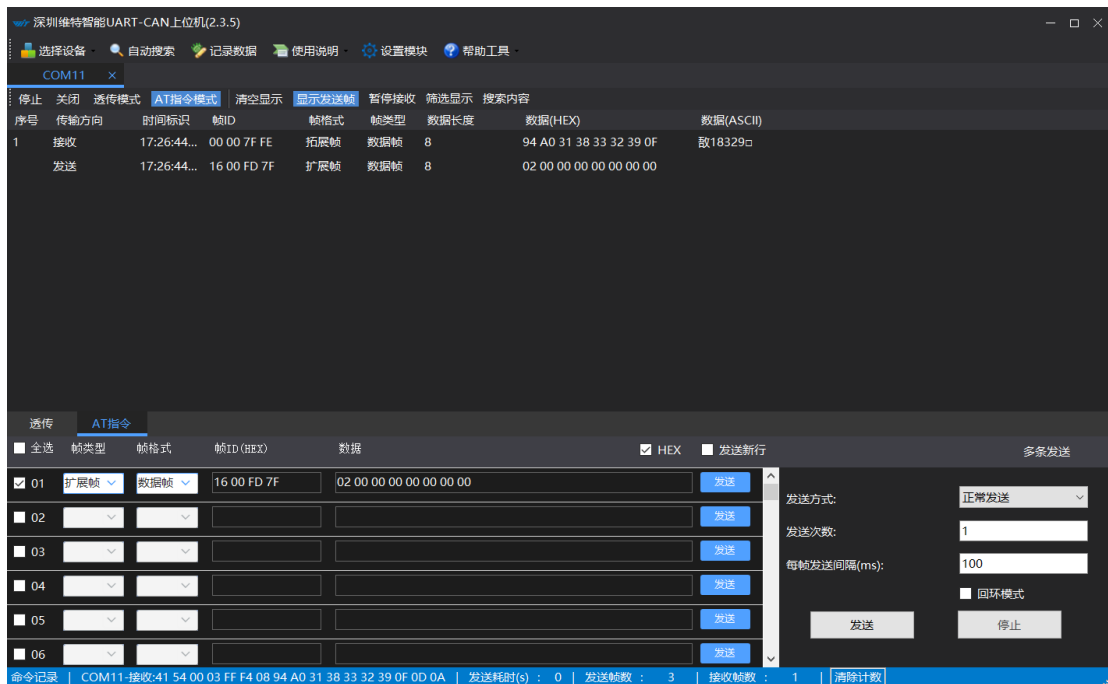 深圳维特智能UART-CAN上位机(2.3.5)
选择设备 自动搜索 记录数据 使用说明 设置模块 帮助工具
COM11 ×
停止 关闭 透传模式 AT指令模式 清空显示 显示发送帧 暂停接收 筛选显示 搜索内容
序号 传输方向 时间标识 帧ID 帧格式 帧类型 数据长度 数据(HEX) 数据(ASCII)
1 接收 17:26:44... 00 00 7F FE 拓展帧 数据帧 8 94 A0 31 38 33 32 39 0F 敔18329□
发送 17:26:44... 16 00 FD 7F 扩展帧 数据帧 8 02 00 00 00 00 00 00 00
透传 AT指令
全选 帧类型 帧格式 帧ID(HEX) 数据 HEX 发送新行 多条发送
01 扩展帧 数据帧 16 00 FD 7F 02 00 00 00 00 00 00 00 发送
02 发送
03 发送
04 发送
05 发送
06 发送
发送方式: 正常发送
发送次数: 1
每帧发送间隔(ms): 100
回环模式
发送 停止
命令记录 | COM11-接收:41 54 00 03 FF F4 08 94 A0 31 38 33 32 39 0F 0D 0A | 发送耗时(s) : 0 | 发送帧数 : 3 | 接收帧数 : 1 | 清除计数